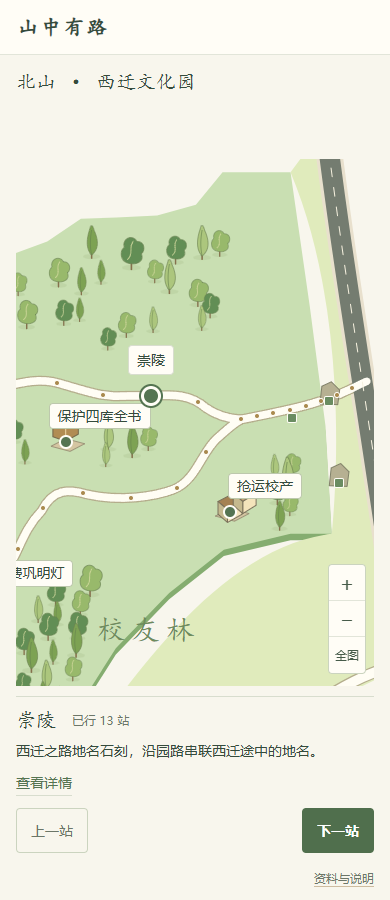 山中有路
北山 • 西迁文化园
崇陵
保护四库全书
抢运校产
巩明灯
校友林
+
−
全图
崇陵 已行 13 站
西迁之路地名石刻，沿园路串联西迁途中的地名。
查看详情
上一站 下一站
资料与说明